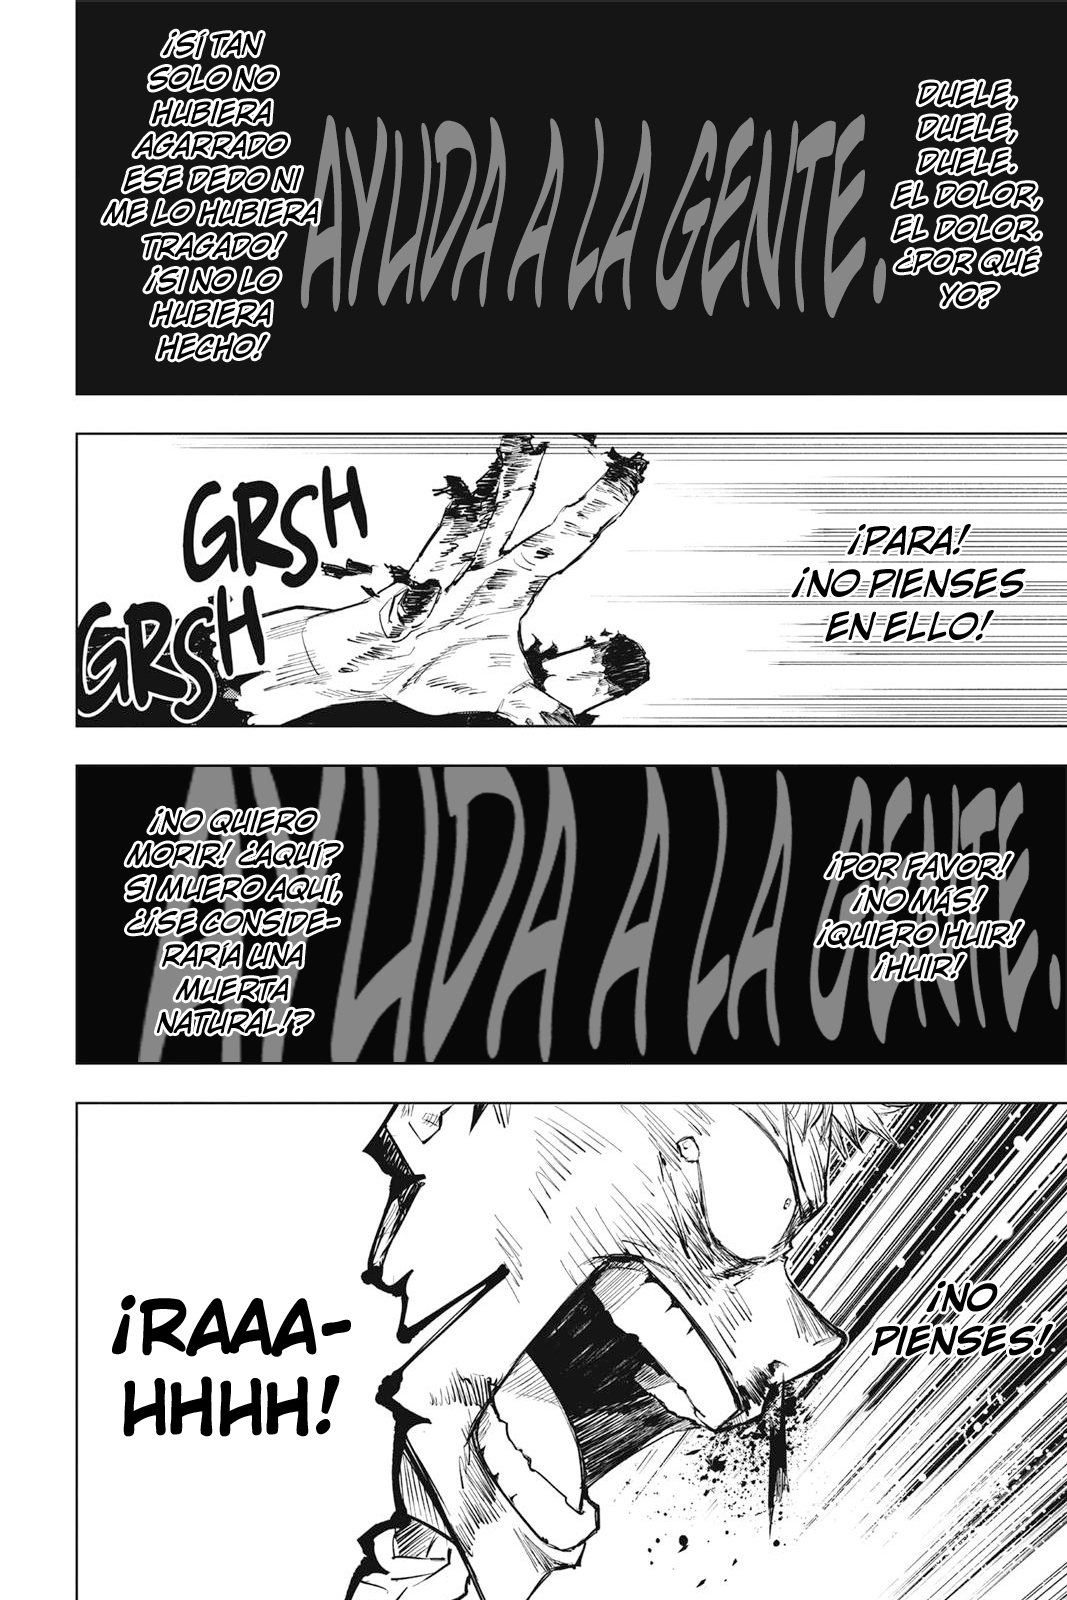 DUELE,
DUELE,
DUELE.
EL DOLOR,
EL DOLOR.
¿POR QUÉ
YO?
AYUDA A LA GENTE.
¡SÍ TAN
SOLO NO
HUBIERA
AGARRADO
ESE DEDO NI
ME LO HUBIERA
TRAGADO!
¡SI NO LO
HUBIERA
HECHO!
¡PARA!
¡NO PIENSES
EN ELLO!
GRSH
GRSH
¡POR FAVOR!
¡NO MÁS!
¡QUIERO HUIR!
¡HUIR!
AYUDA A LA GENTE.
¡NO QUIERO
MORIR! ¿AQUÍ?
SI MUERO AQUÍ,
¿¡SE CONSIDE-
RARÍA UNA
MUERTA
NATURAL!?
¡NO
PIENSES!
¡RAAA-
HHHH!